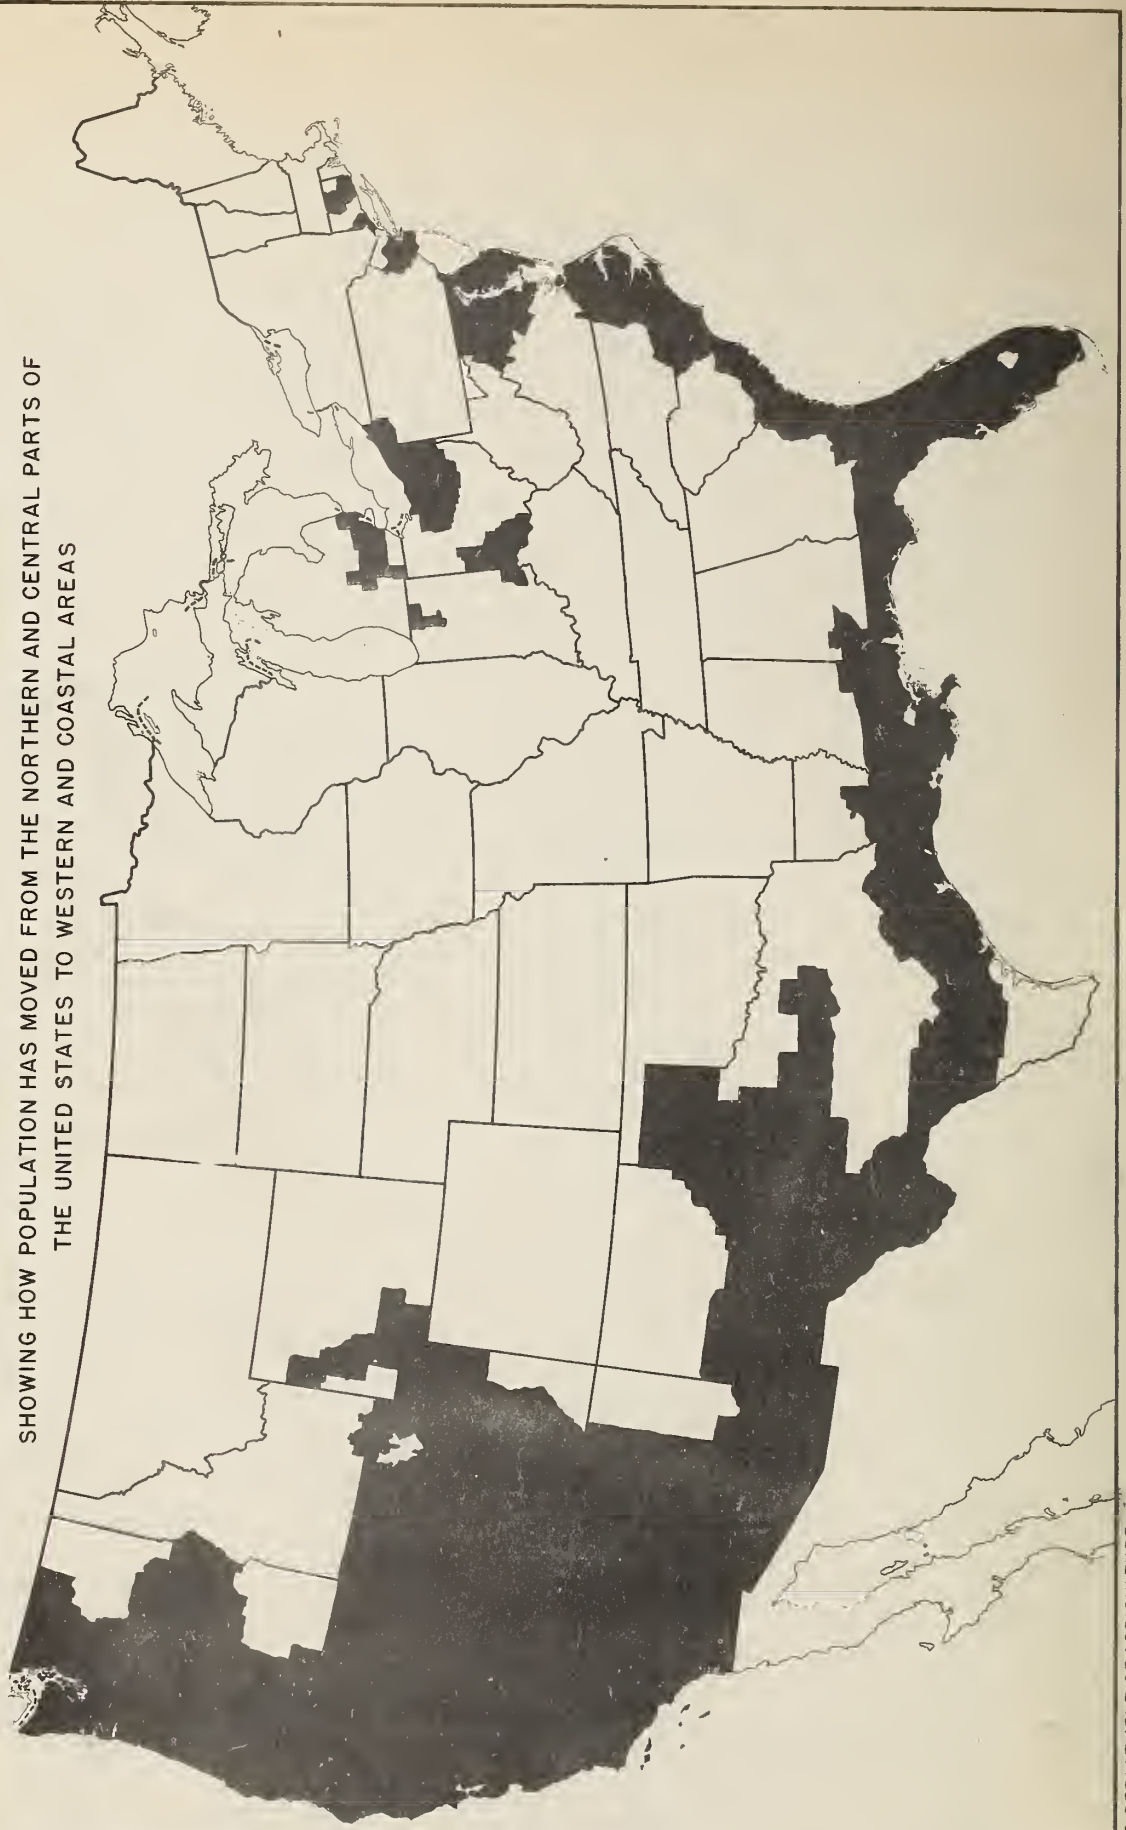 SHOWING HOW POPULATION HAS MOVED FROM THE NORTHERN AND CENTRAL PARTS OF
THE UNITED STATES TO WESTERN AND COASTAL AREAS